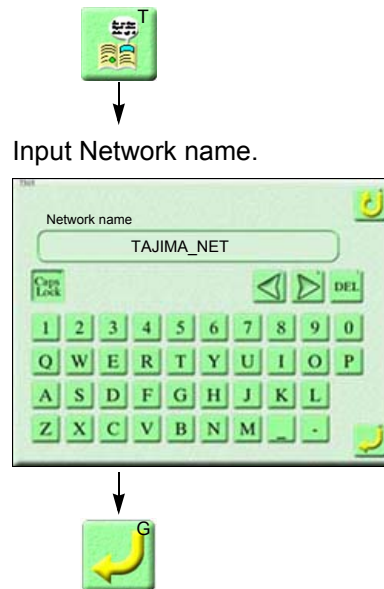 T
Input Network name.
Network name
TAJIMA_NET
Caps Lock
DEL
1 2 3 4 5 6 7 8 9 0
Q W E R T Y U I O P
A S D F G H J K L
Z X C V B N M _ -
G